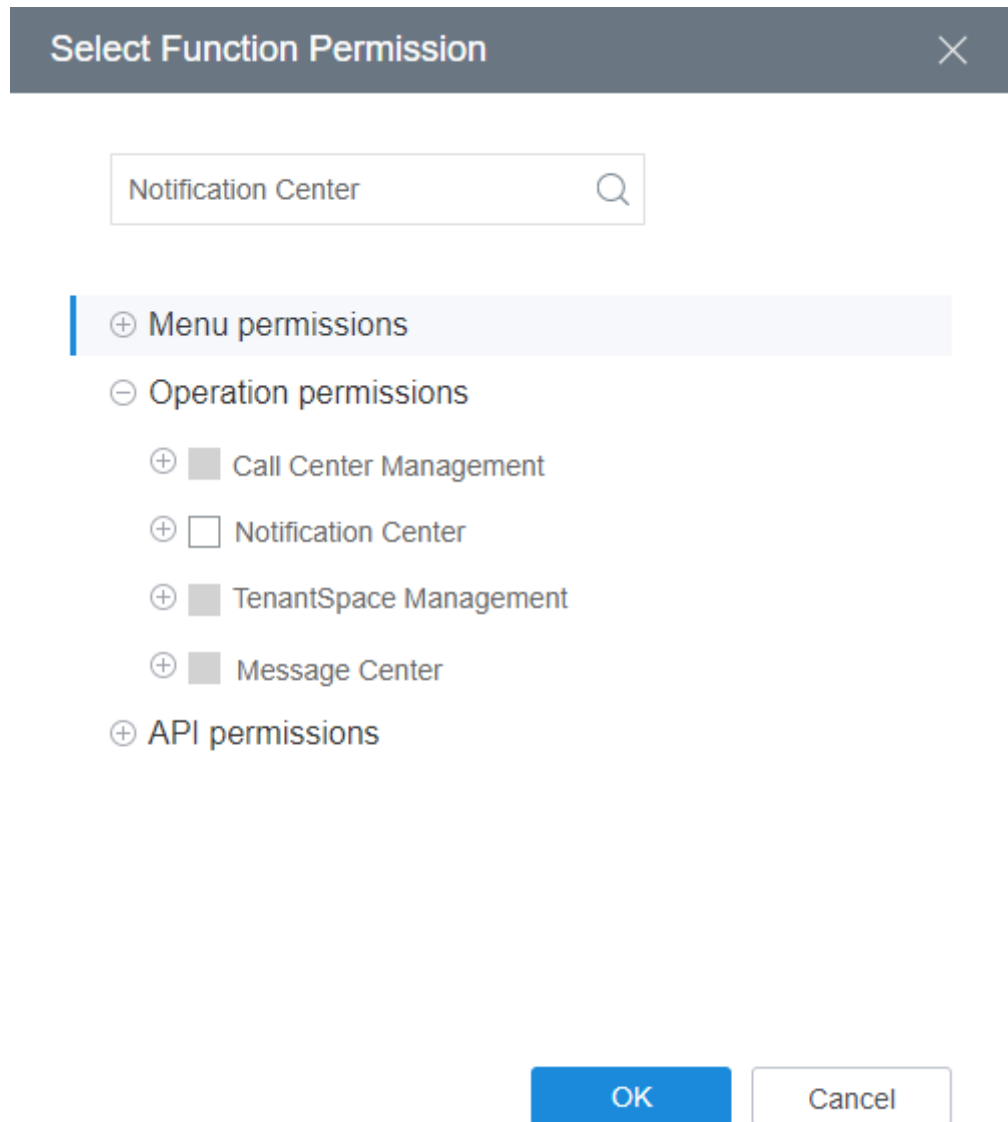 Select Function Permission
Notification Center
Menu permissions
Operation permissions
Call Center Management
Notification Center
TenantSpace Management
Message Center
API permissions
OK
Cancel